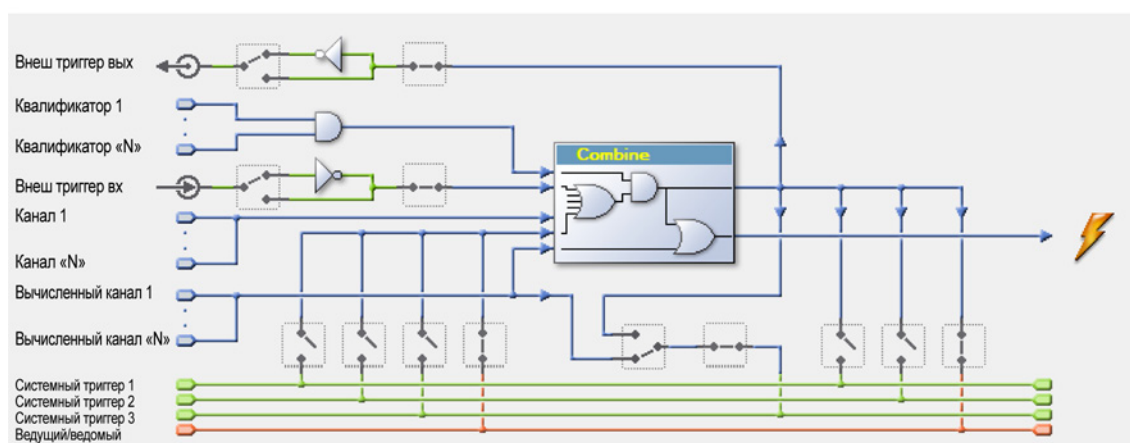 Внеш триггер вых
Квалификатор 1
Квалификатор «N»
Combine
Внеш триггер вх
Канал 1
Канал «N»
Вычисленный канал 1
Вычисленный канал «N»
Системный триггер 1
Системный триггер 2
Системный триггер 3
Ведущий/ведомый